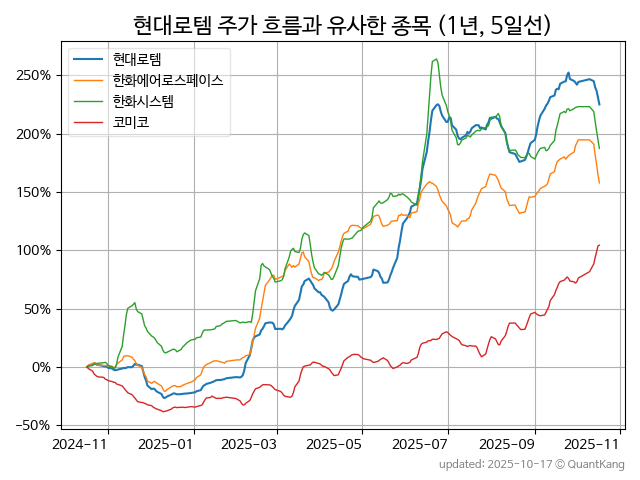 현대로템 주가 흐름과 유사한 종목 (1년, 5일선)
현대로템
한화에어로스페이스
한화시스템
코미코
250%
200%
150%
100%
50%
0%
−50%
2024−11
2025−01
2025−03
2025−05
2025−07
2025−09
2025−11
updated: 2025-10-17 © QuantKang